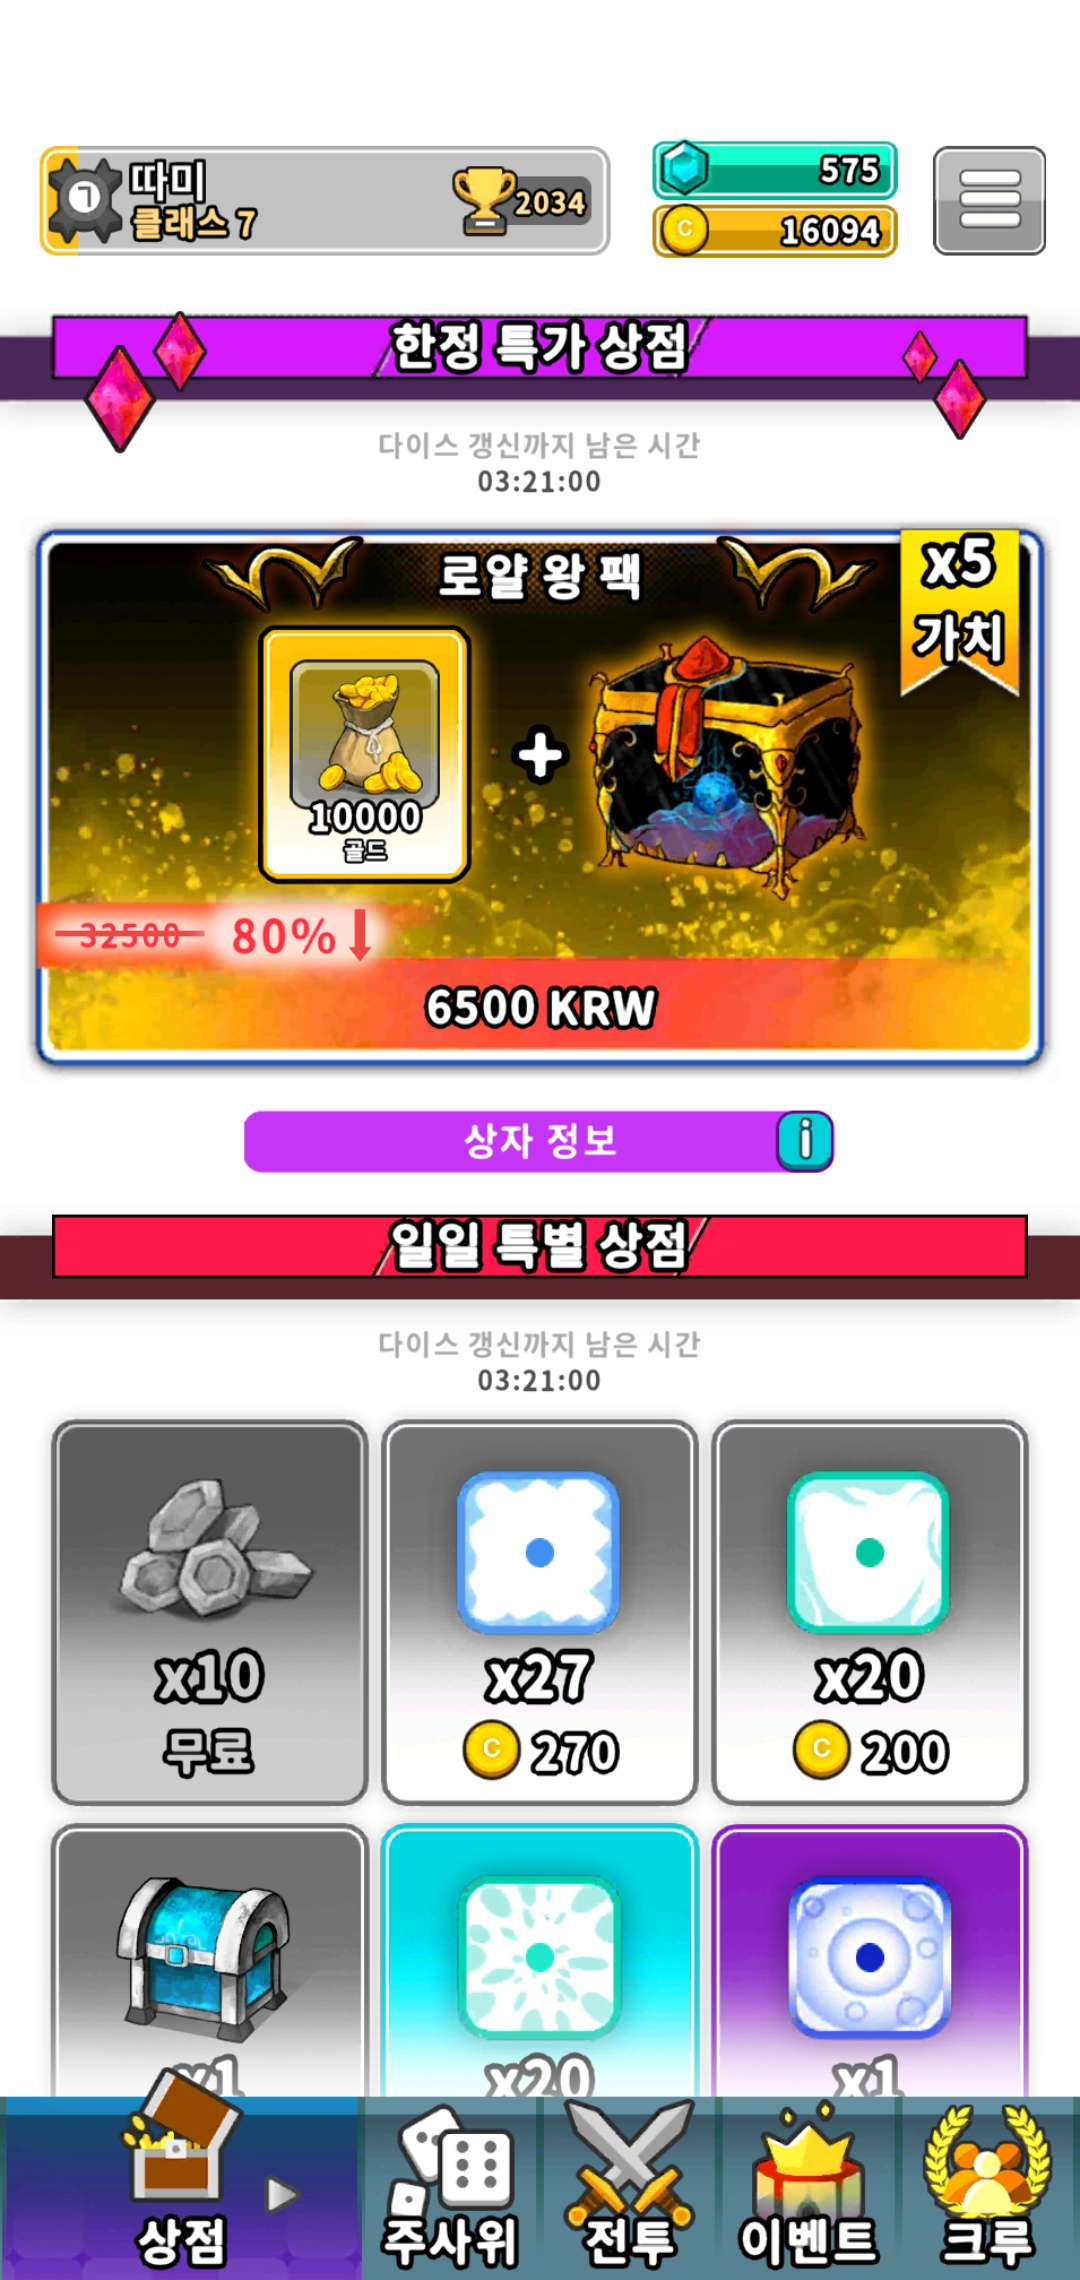 7
따미
클래스 7
2034
575
C
16094
한정 특가 상점
다이스 갱신까지 남은 시간
03:21:00
로얄 왕 팩
x5
가치
10000
골드
+
32500 80%
6500 KRW
상자 정보
i
일일 특별 상점
다이스 갱신까지 남은 시간
03:21:00
x10
무료
x27
C 270
x20
C 200
x1
x20
x1
상점
주사위
전투
이벤트
크루